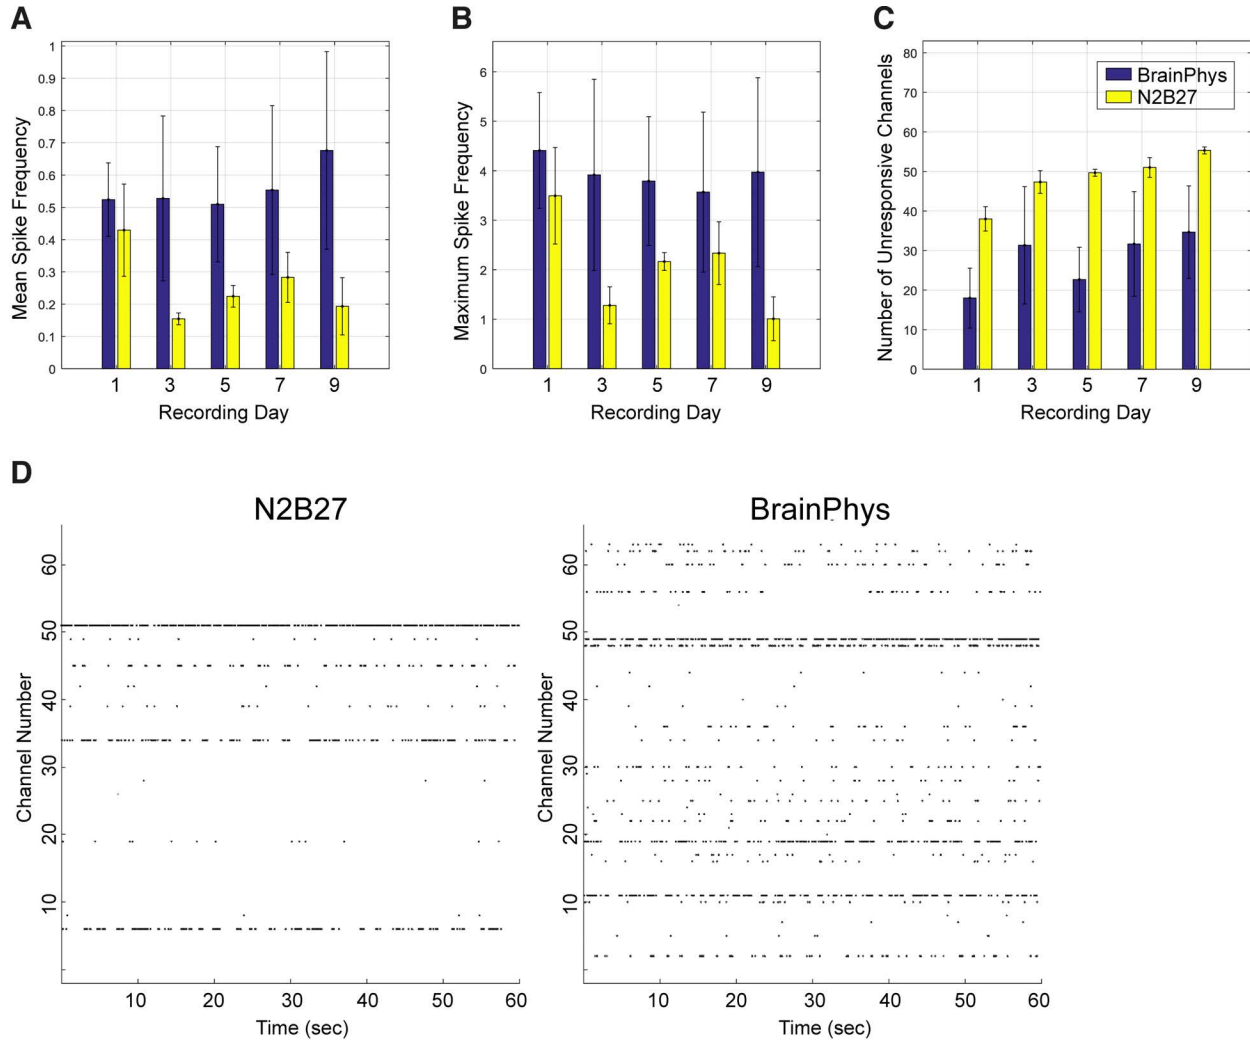 A
1
0.9
0.8
0.7
0.6
0.5
0.4
0.3
0.2
0.1
0
Mean Spike Frequency
1 3 5 7 9
Recording Day
B
6
5
4
3
2
1
0
Maximum Spike Frequency
1 3 5 7 9
Recording Day
C
80
70
60
50
40
30
20
10
0
Number of Unresponsive Channels
BrainPhys
N2B27
1 3 5 7 9
Recording Day
D
N2B27
60
50
40
30
20
10
Channel Number
10 20 30 40 50 60
Time (sec)
BrainPhys
60
50
40
30
20
10
Channel Number
10 20 30 40 50 60
Time (sec)